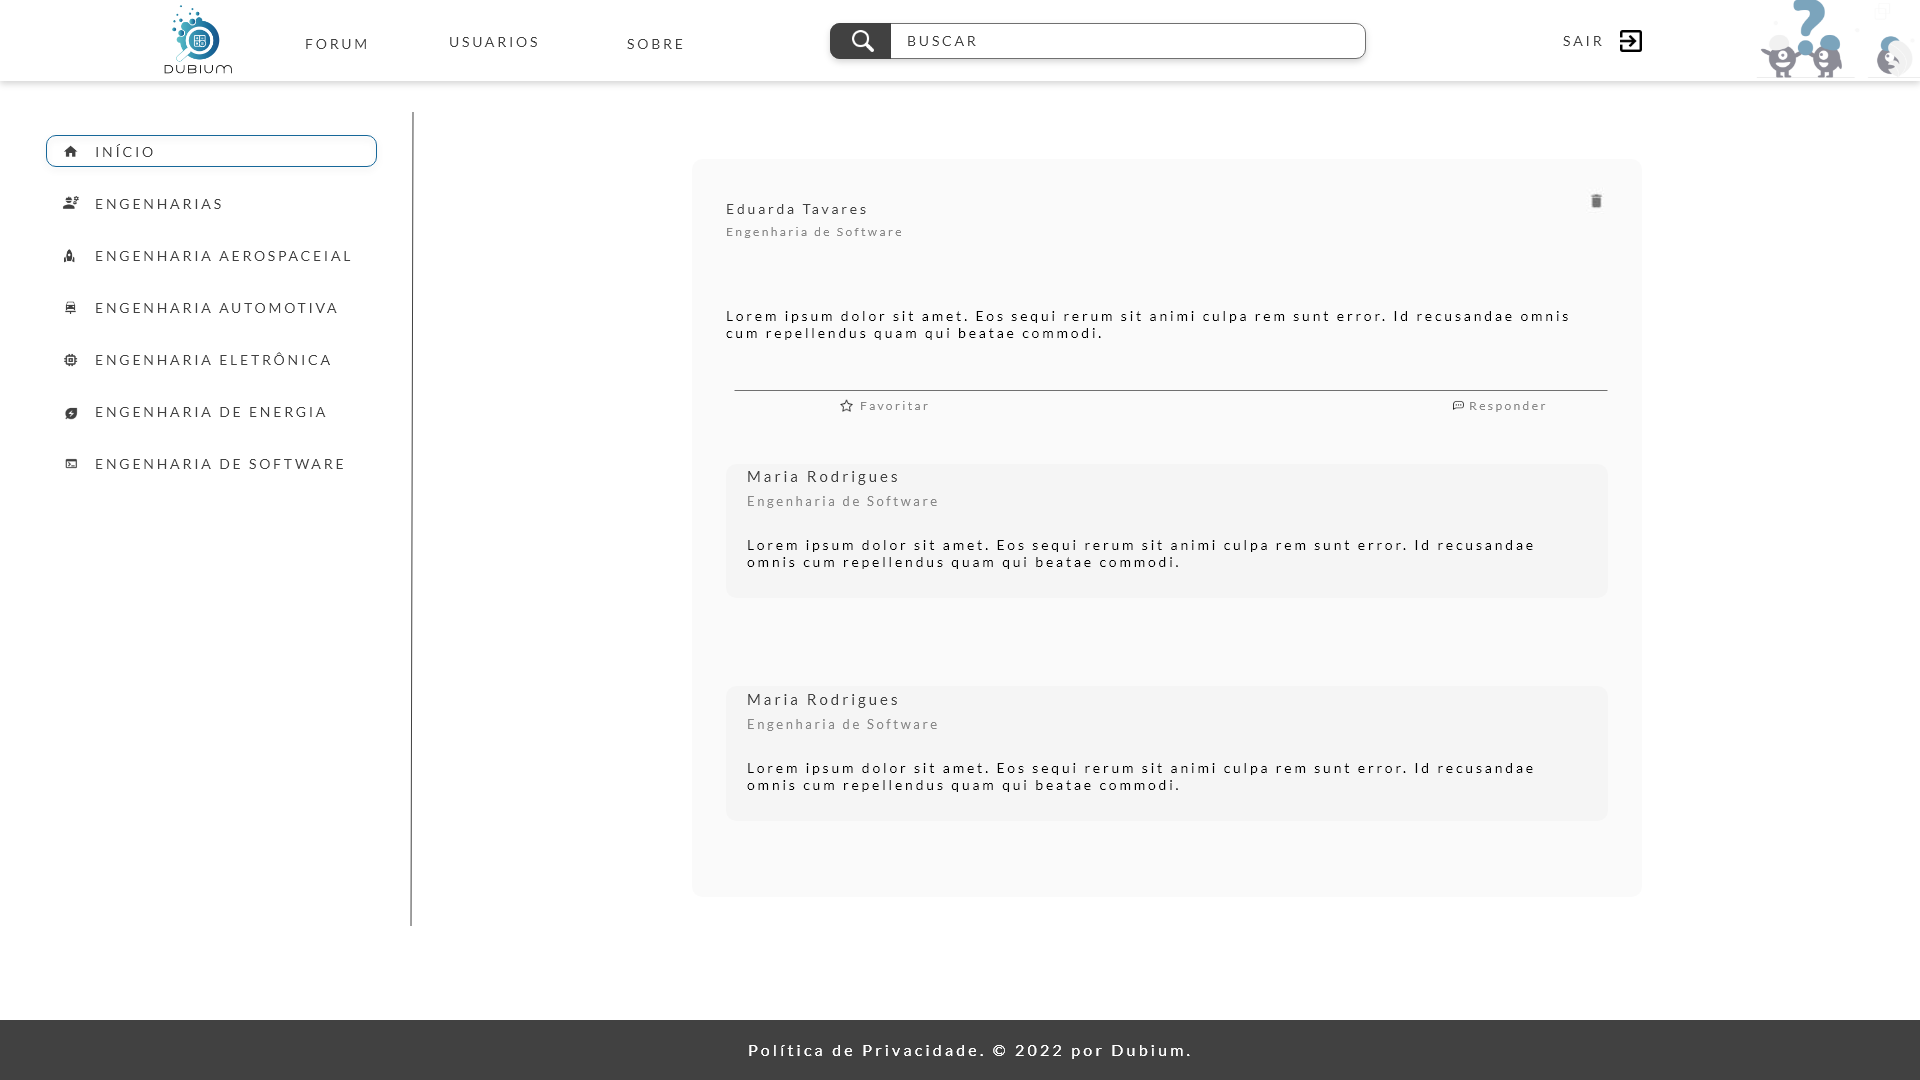 DUBIUM
FORUM
USUARIOS
SOBRE
BUSCAR
SAIR
INÍCIO
ENGENHARIAS
ENGENHARIA AEROSPACEIAL
ENGENHARIA AUTOMOTIVA
ENGENHARIA ELETRÔNICA
ENGENHARIA DE ENERGIA
ENGENHARIA DE SOFTWARE
Eduarda Tavares
Engenharia de Software
Lorem ipsum dolor sit amet. Eos sequi rerum sit animi culpa rem sunt error. Id recusandae omnis
cum repellendus quam qui beatae commodi.
Favoritar
Responder
Maria Rodrigues
Engenharia de Software
Lorem ipsum dolor sit amet. Eos sequi rerum sit animi culpa rem sunt error. Id recusandae
omnis cum repellendus quam qui beatae commodi.
Maria Rodrigues
Engenharia de Software
Lorem ipsum dolor sit amet. Eos sequi rerum sit animi culpa rem sunt error. Id recusandae
omnis cum repellendus quam qui beatae commodi.
Política de Privacidade. © 2022 por Dubium.